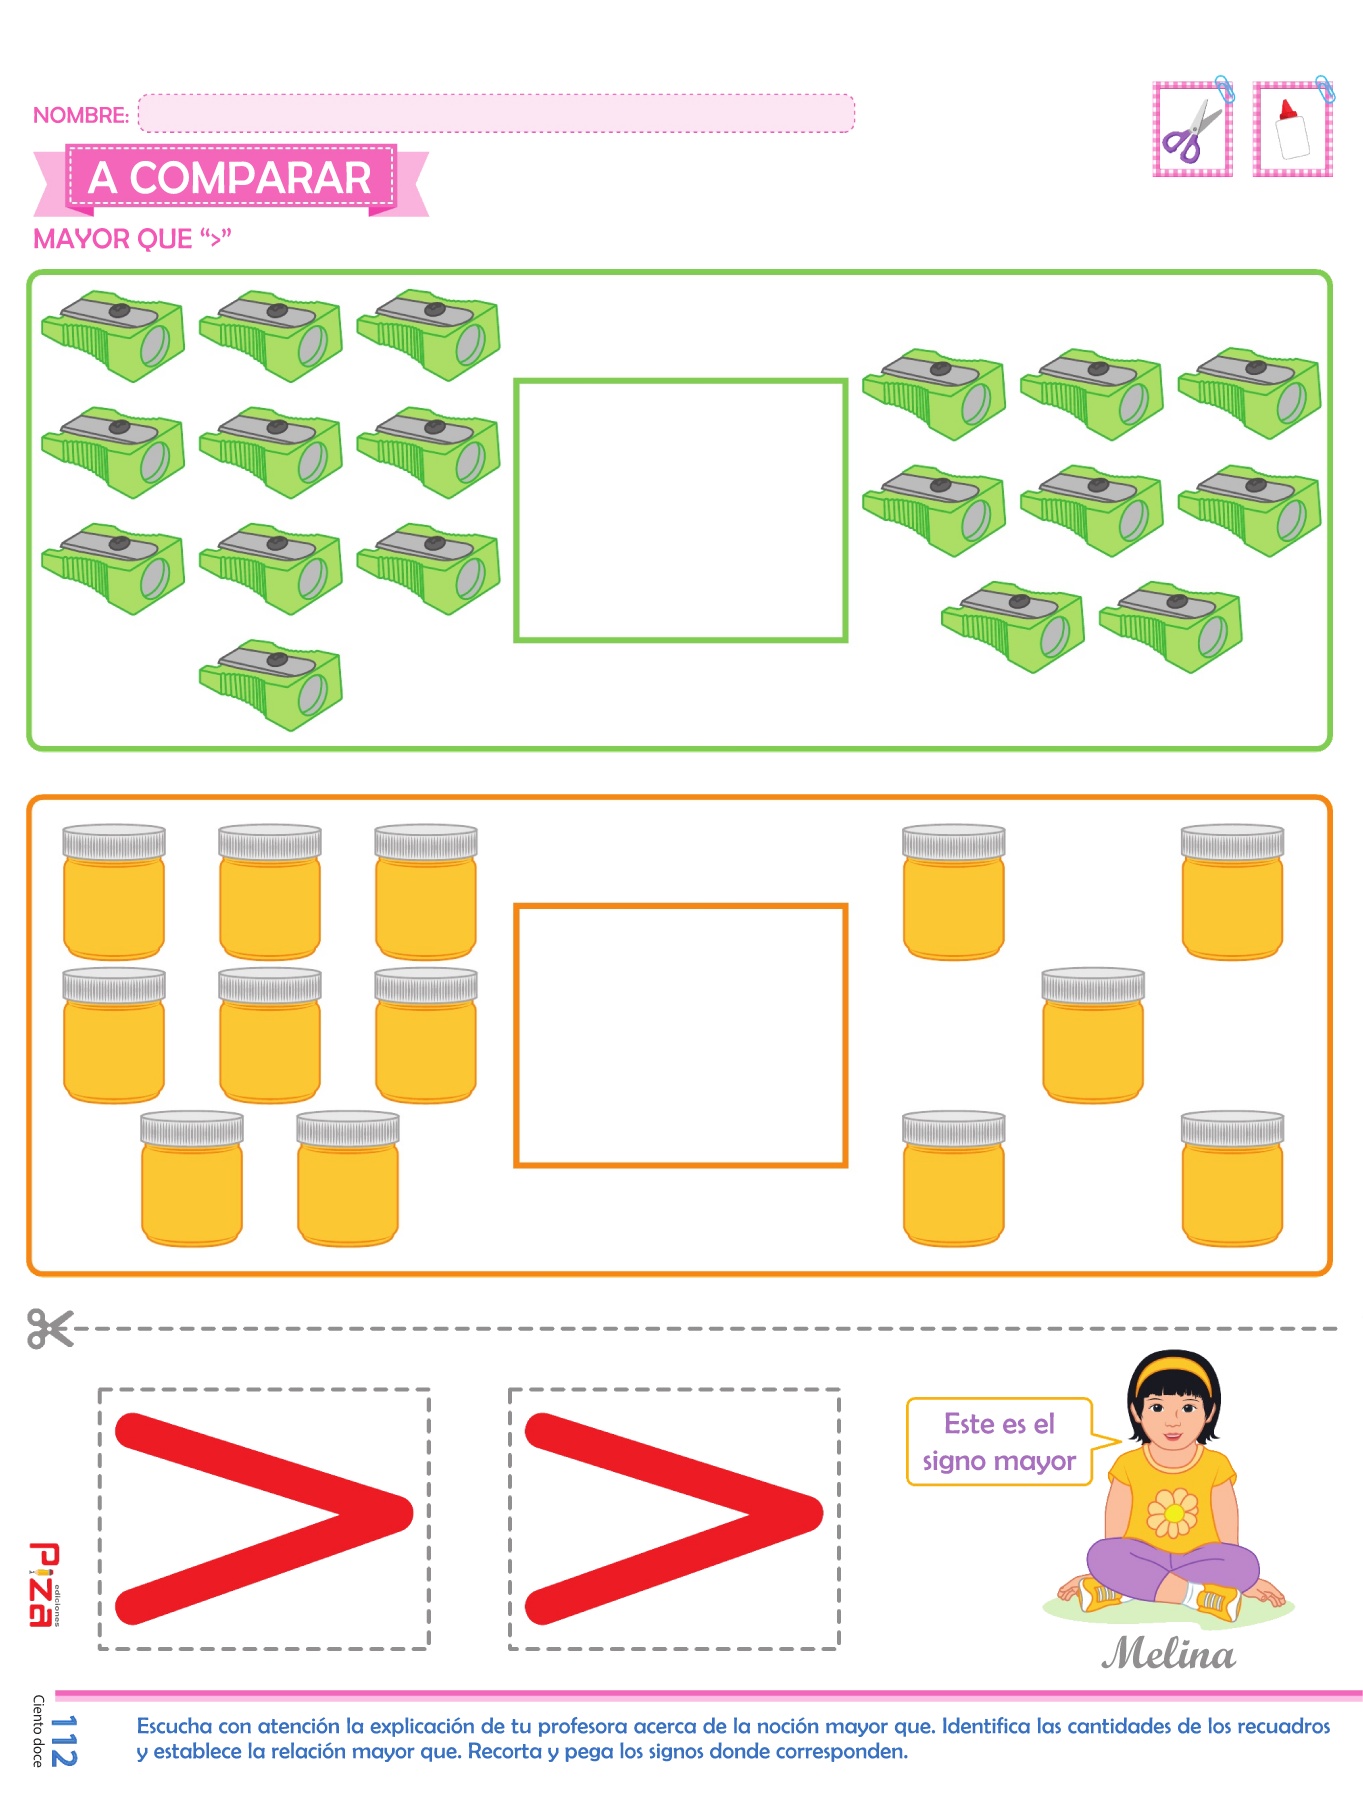 NOMBRE:
A COMPARAR
MAYOR QUE “>”
Este es el
signo mayor
Melina
PIZA
ediciones
Ciento doce
112
Escucha con atención la explicación de tu profesora acerca de la noción mayor que. Identifica las cantidades de los recuadros
y establece la relación mayor que. Recorta y pega los signos donde corresponden.